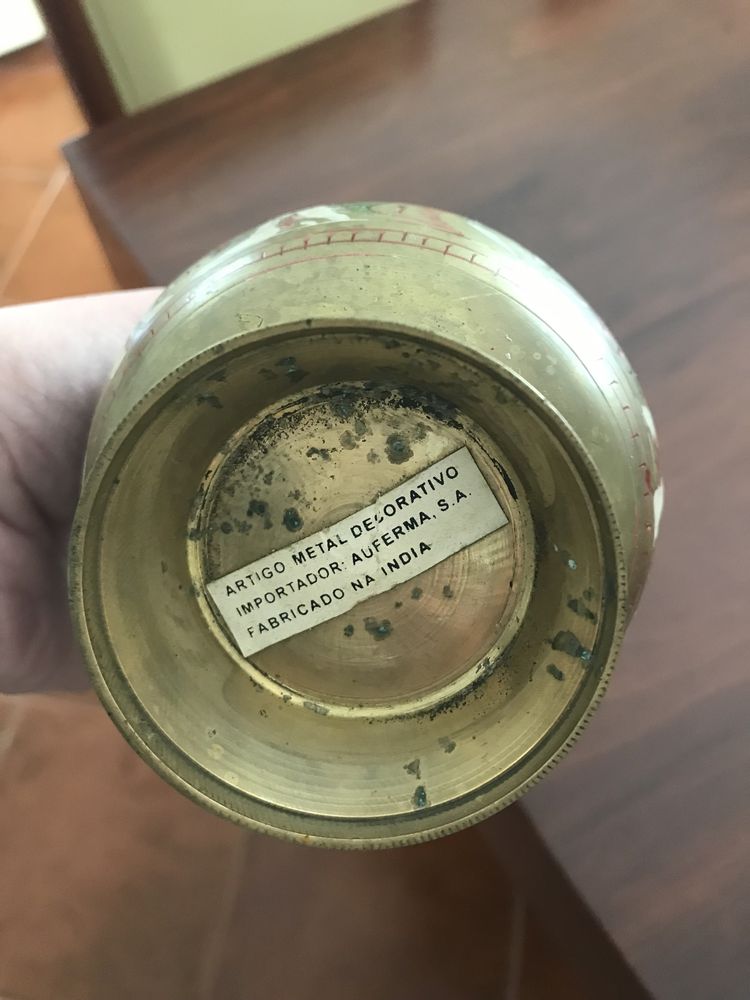 ARTIGO METAL DECORATIVO
IMPORTADOR: AUFERMA, S.A.
FABRICADO NA INDIA